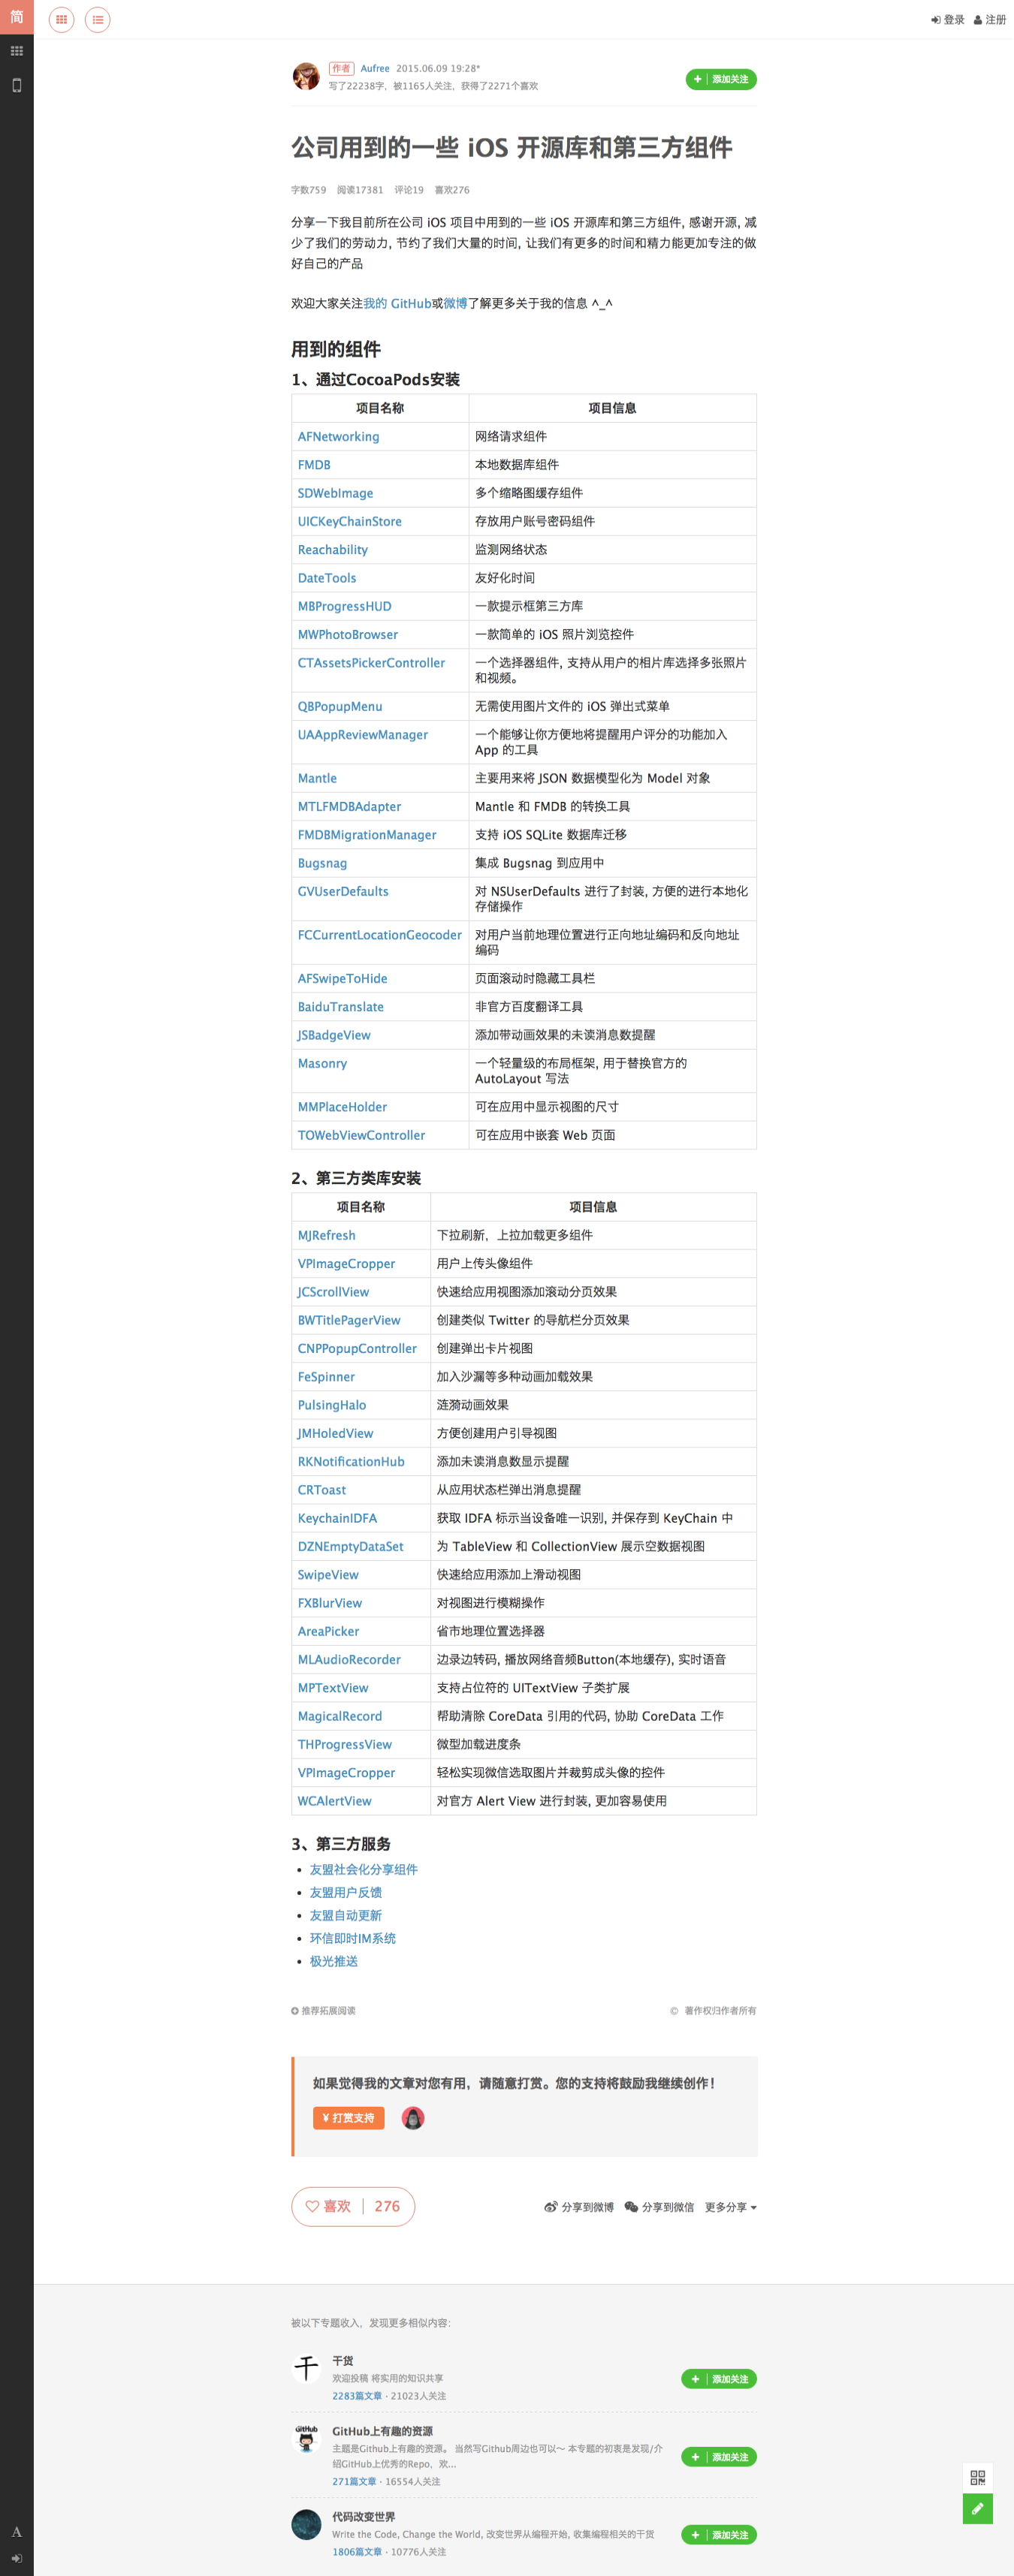 简
登录 注册
作者 Aufree 2015.06.09 19:28*
写了22238字，被1165人关注，获得了2271个喜欢
添加关注
公司用到的一些 iOS 开源库和第三方组件
字数759 阅读17381 评论19 喜欢276
分享一下我目前所在公司 iOS 项目中用到的一些 iOS 开源库和第三方组件, 感谢开源, 减
少了我们的劳动力, 节约了我们大量的时间, 让我们有更多的时间和精力能更加专注的做
好自己的产品
欢迎大家关注我的 GitHub或微博了解更多关于我的信息 ^_^
用到的组件
1、通过CocoaPods安装
项目名称 项目信息
AFNetworking 网络请求组件
FMDB 本地数据库组件
SDWebImage 多个缩略图缓存组件
UICKeyChainStore 存放用户账号密码组件
Reachability 监测网络状态
DateTools 友好化时间
MBProgressHUD 一款提示框第三方库
MWPhotoBrowser 一款简单的 iOS 照片浏览控件
CTAssetsPickerController 一个选择器组件, 支持从用户的相片库选择多张照片
和视频。
QBPopupMenu 无需使用图片文件的 iOS 弹出式菜单
UAAppReviewManager 一个能够让你方便地将提醒用户评分的功能加入
App 的工具
Mantle 主要用来将 JSON 数据模型化为 Model 对象
MTLFMDBAdapter Mantle 和 FMDB 的转换工具
FMDBMigrationManager 支持 iOS SQLite 数据库迁移
Bugsnag 集成 Bugsnag 到应用中
GVUserDefaults 对 NSUserDefaults 进行了封装, 方便的进行本地化
存储操作
FCCurrentLocationGeocoder 对用户当前地理位置进行正向地址编码和反向地址
编码
AFSwipeToHide 页面滚动时隐藏工具栏
BaiduTranslate 非官方百度翻译工具
JSBadgeView 添加带动画效果的未读消息数提醒
Masonry 一个轻量级的布局框架, 用于替换官方的
AutoLayout 写法
MMPlaceHolder 可在应用中显示视图的尺寸
TOWebViewController 可在应用中嵌套 Web 页面
2、第三方类库安装
项目名称 项目信息
MJRefresh 下拉刷新，上拉加载更多组件
VPImageCropper 用户上传头像组件
JCScrollView 快速给应用视图添加滚动分页效果
BWTitlePagerView 创建类似 Twitter 的导航栏分页效果
CNPPopupController 创建弹出卡片视图
FeSpinner 加入沙漏等多种动画加载效果
PulsingHalo 涟漪动画效果
JMHoledView 方便创建用户引导视图
RKNotificationHub 添加未读消息数显示提醒
CRToast 从应用状态栏弹出消息提醒
KeychainIDFA 获取 IDFA 标示当设备唯一识别, 并保存到 KeyChain 中
DZNEmptyDataSet 为 TableView 和 CollectionView 展示空数据视图
SwipeView 快速给应用添加上滑动视图
FXBlurView 对视图进行模糊操作
AreaPicker 省市地理位置选择器
MLAudioRecorder 边录边转码, 播放网络音频Button(本地缓存), 实时语音
MPTextView 支持占位符的 UITextView 子类扩展
MagicalRecord 帮助清除 CoreData 引用的代码, 协助 CoreData 工作
THProgressView 微型加载进度条
VPImageCropper 轻松实现微信选取图片并裁剪成头像的控件
WCAlertView 对官方 Alert View 进行封装, 更加容易使用
3、第三方服务
• 友盟社会化分享组件
• 友盟用户反馈
• 友盟自动更新
• 环信即时IM系统
• 极光推送
推荐拓展阅读 © 著作权归作者所有
如果觉得我的文章对您有用，请随意打赏。您的支持将鼓励我继续创作！
¥ 打赏支持
喜欢 276 分享到微博 分享到微信 更多分享
被以下专题收入，发现更多相似内容：
干 干货
欢迎投稿 将实用的知识共享
2283篇文章 · 21023人关注
添加关注
GitHub GitHub上有趣的资源
主题是Github上有趣的资源。 当然写Github周边也可以～ 本专题的初衷是发现/介
绍GitHub上优秀的Repo、欢...
271篇文章 · 16554人关注
添加关注
代码改变世界
Write the Code, Change the World, 改变世界从编程开始, 收集编程相关的干货
1806篇文章 · 10776人关注
添加关注
A